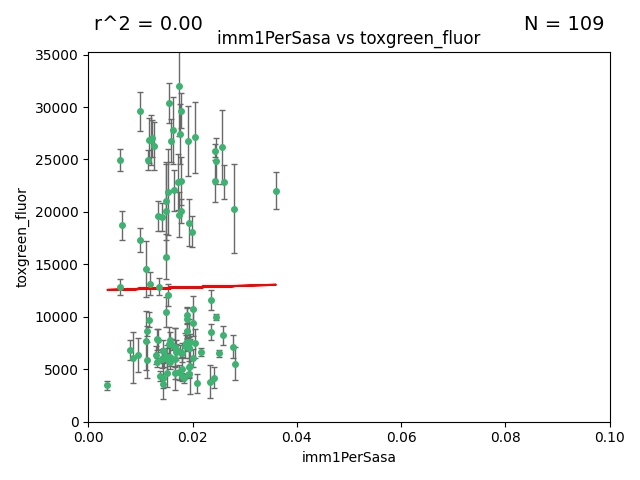 r^2 = 0.00
N = 109
imm1PerSasa vs toxgreen_fluor
35000
30000
25000
20000
15000
10000
5000
0
toxgreen_fluor
0.00
0.02
0.04
0.06
0.08
0.10
imm1PerSasa